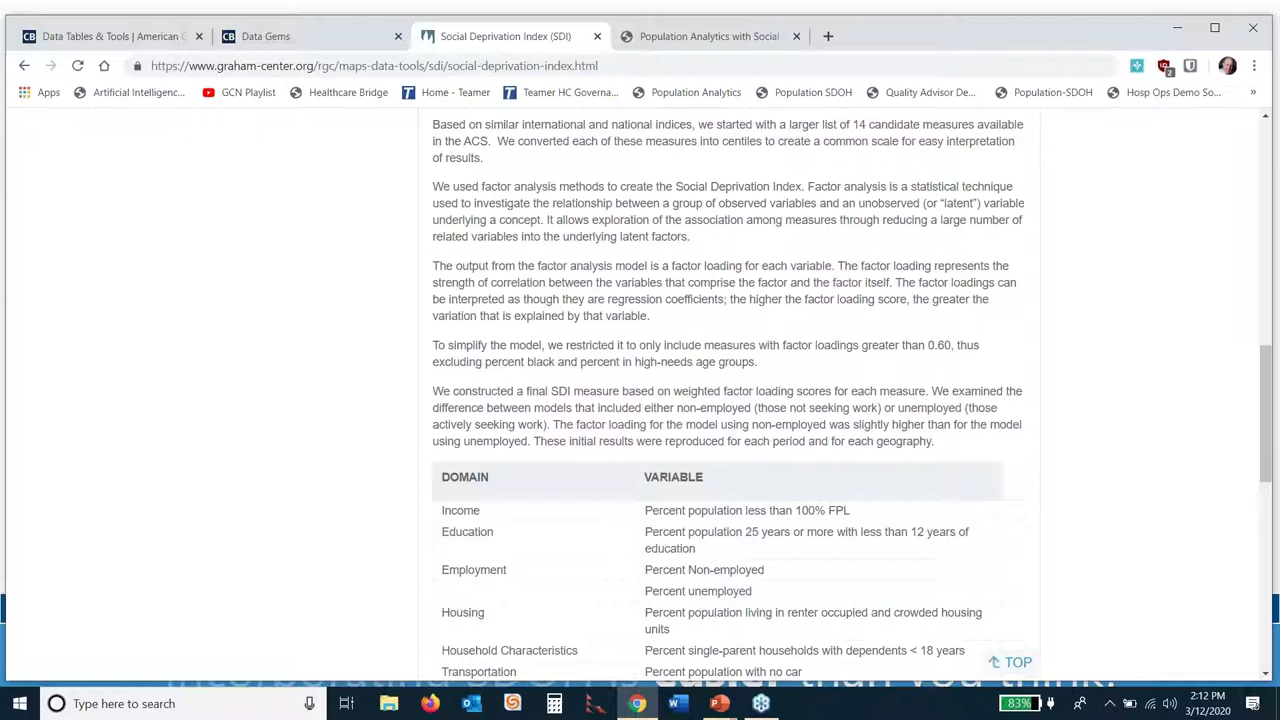 Data Tables & Tools | American C
Data Gems
Social Deprivation Index (SDI)
Population Analytics with Social
https://www.graham-center.org/rgc/maps-data-tools/sdi/social-deprivation-index.html
2
Apps
Artificial Intelligenc...
GCN Playlist
Healthcare Bridge
Home - Teamer
Teamer HC Governa...
Population Analytics
Population SDOH
Quality Advisor De...
Population-SDOH
Hosp Ops Demo So...
»
Based on similar international and national indices, we started with a larger list of 14 candidate measures available
in the ACS. We converted each of these measures into centiles to create a common scale for easy interpretation
of results.
We used factor analysis methods to create the Social Deprivation Index. Factor analysis is a statistical technique
used to investigate the relationship between a group of observed variables and an unobserved (or “latent”) variable
underlying a concept. It allows exploration of the association among measures through reducing a large number of
related variables into the underlying latent factors.
The output from the factor analysis model is a factor loading for each variable. The factor loading represents the
strength of correlation between the variables that comprise the factor and the factor itself. The factor loadings can
be interpreted as though they are regression coefficients; the higher the factor loading score, the greater the
variation that is explained by that variable.
To simplify the model, we restricted it to only include measures with factor loadings greater than 0.60, thus
excluding percent black and percent in high-needs age groups.
We constructed a final SDI measure based on weighted factor loading scores for each measure. We examined the
difference between models that included either non-employed (those not seeking work) or unemployed (those
actively seeking work). The factor loading for the model using non-employed was slightly higher than for the model
using unemployed. These initial results were reproduced for each period and for each geography.
DOMAIN VARIABLE
Income Percent population less than 100% FPL
Education Percent population 25 years or more with less than 12 years of
education
Employment Percent Non-employed
Percent unemployed
Housing Percent population living in renter occupied and crowded housing
units
Household Characteristics Percent single-parent households with dependents < 18 years
Transportation Percent population with no car
TOP
Incorporating SDOH is easier than you think.
Type here to search
83%
2:12 PM
3/12/2020